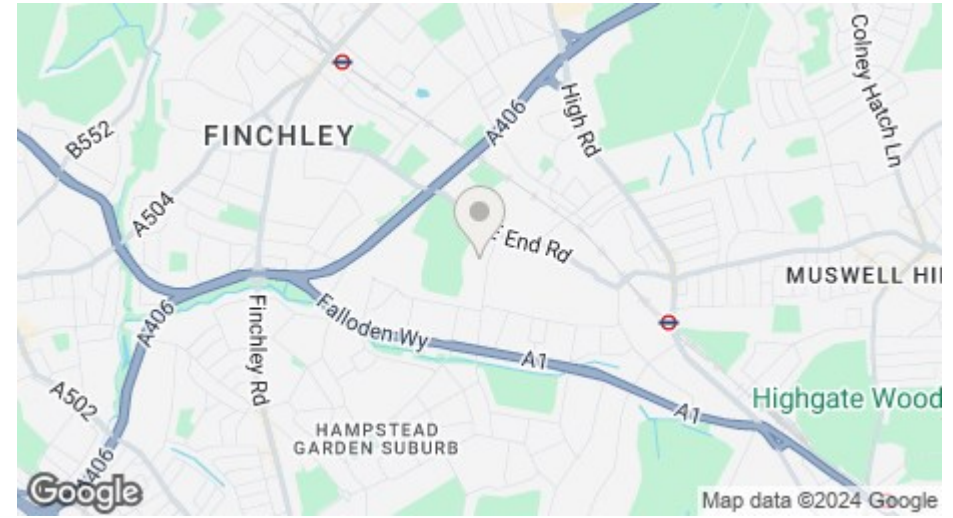 Colney Hatch Ln
High Rd
A406
B552
FINCHLEY
A504
E End Rd
MUSWELL HI
A406
Finchley Rd
Falloden Wy
A1
A502
A1
Highgate Wood
HAMPSTEAD
GARDEN SUBURB
A406
Google
Map data ©2024 Google